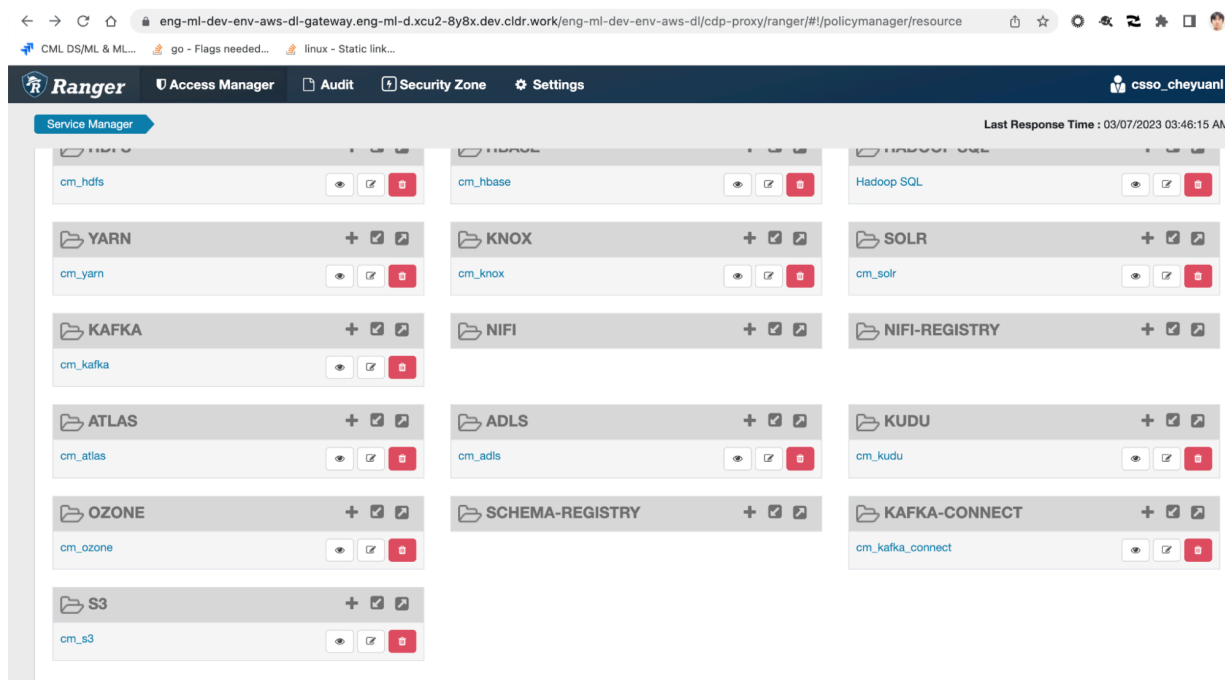 eng-ml-dev-env-aws-dl-gateway.eng-ml-d.xcu2-8y8x.dev.cldr.work/eng-ml-dev-env-aws-dl/cdp-proxy/ranger/#!/policymanager/resource
CML DS/ML & ML... go - Flags needed... linux - Static link...
Ranger Access Manager Audit Security Zone Settings csso_cheyuanl
Service Manager Last Response Time : 03/07/2023 03:46:15 AM
HDFS HBASE HADOOP SQL
cm_hdfs cm_hbase Hadoop SQL
YARN KNOX SOLR
cm_yarn cm_knox cm_solr
KAFKA NIFI NIFI-REGISTRY
cm_kafka
ATLAS ADLS KUDU
cm_atlas cm_adls cm_kudu
OZONE SCHEMA-REGISTRY KAFKA-CONNECT
cm_ozone cm_kafka_connect
S3
cm_s3